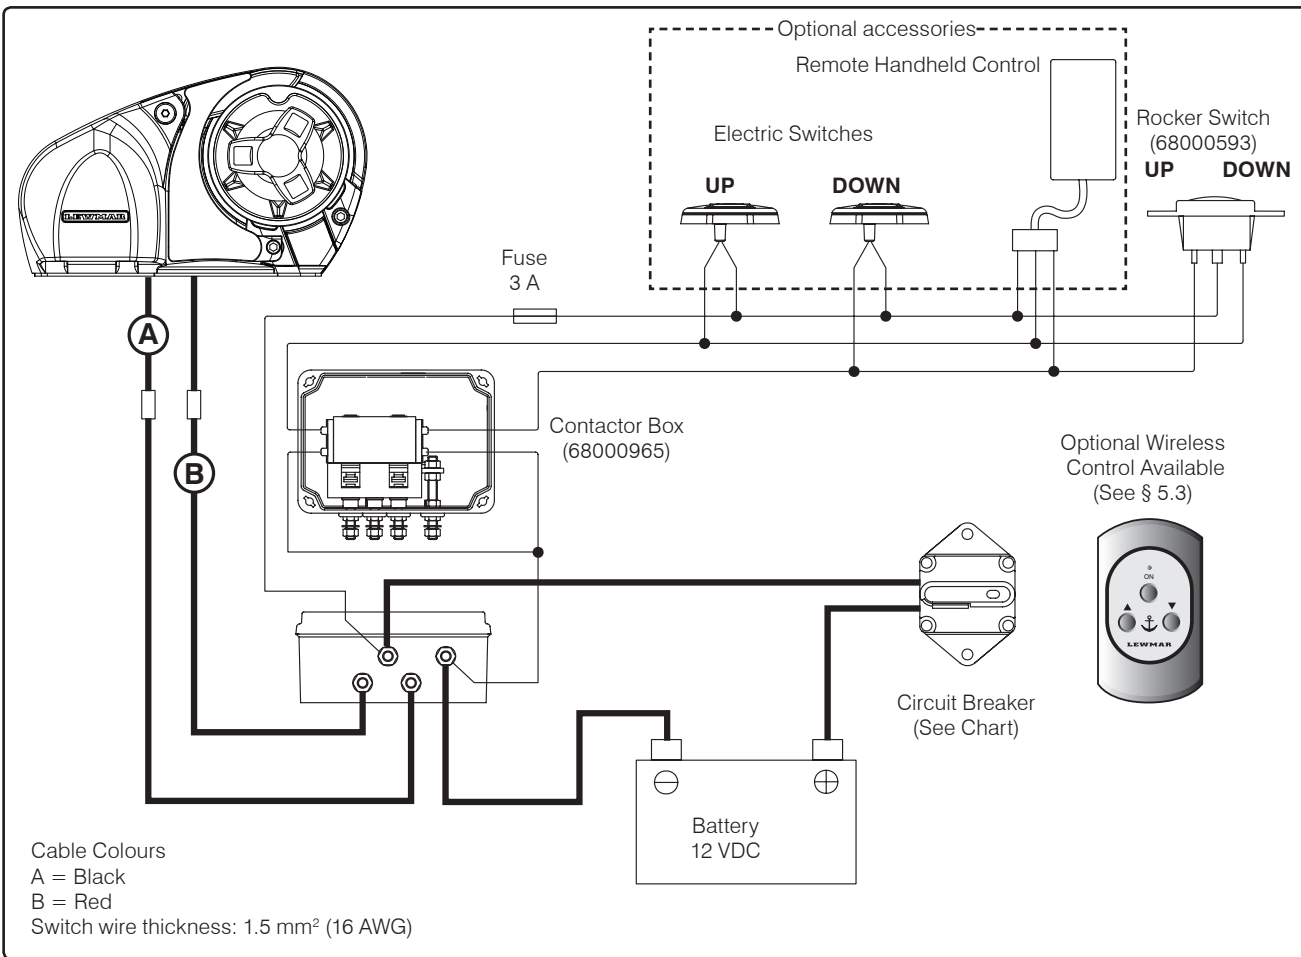 Optional accessories
Remote Handheld Control
Rocker Switch
(68000593)
UP DOWN
Electric Switches
UP DOWN
LEWMAR
Fuse
3 A
A
B
Contactor Box
(68000965)
Optional Wireless
Control Available
(See § 5.3)
ON
LEWMAR
Circuit Breaker
(See Chart)
Battery
12 VDC
Cable Colours
A = Black
B = Red
Switch wire thickness: 1.5 mm² (16 AWG)